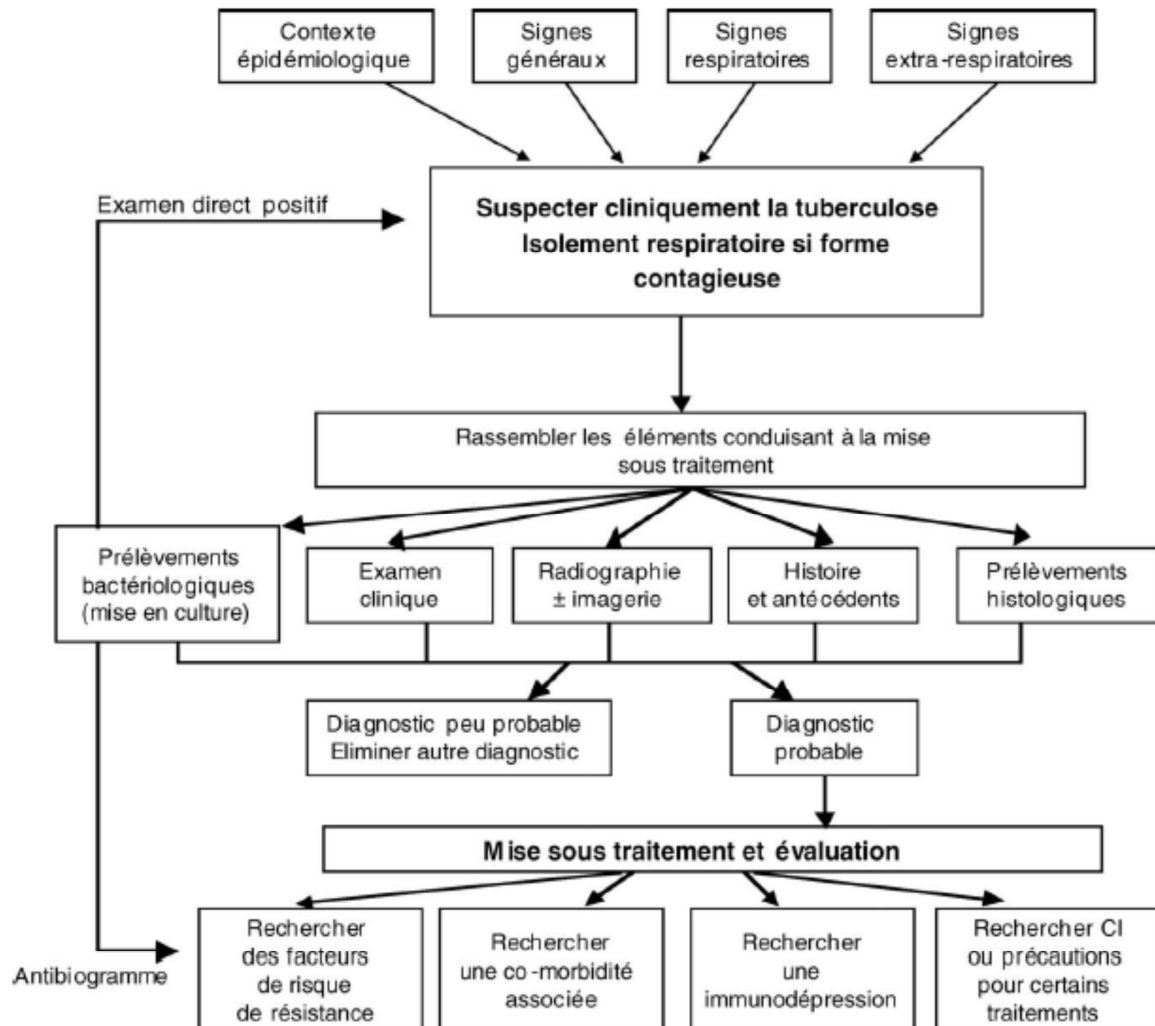 Contexte
épidémiologique
Signes
généraux
Signes
respiratoires
Signes
extra-respiratoires
Examen direct positif
Suspecter cliniquement la tuberculose
Isolement respiratoire si forme
contagieuse
Rassembler les éléments conduisant à la mise
sous traitement
Prélèvements
bactériologiques
(mise en culture)
Examen
clinique
Radiographie
± imagerie
Histoire
et antécédents
Prélèvements
histologiques
Diagnostic peu probable
Eliminer autre diagnostic
Diagnostic
probable
Mise sous traitement et évaluation
Antibiogramme
Rechercher
des facteurs
de risque
de résistance
Rechercher
une co-morbidité
associée
Rechercher
une
immunodépression
Rechercher CI
ou précautions
pour certains
traitements